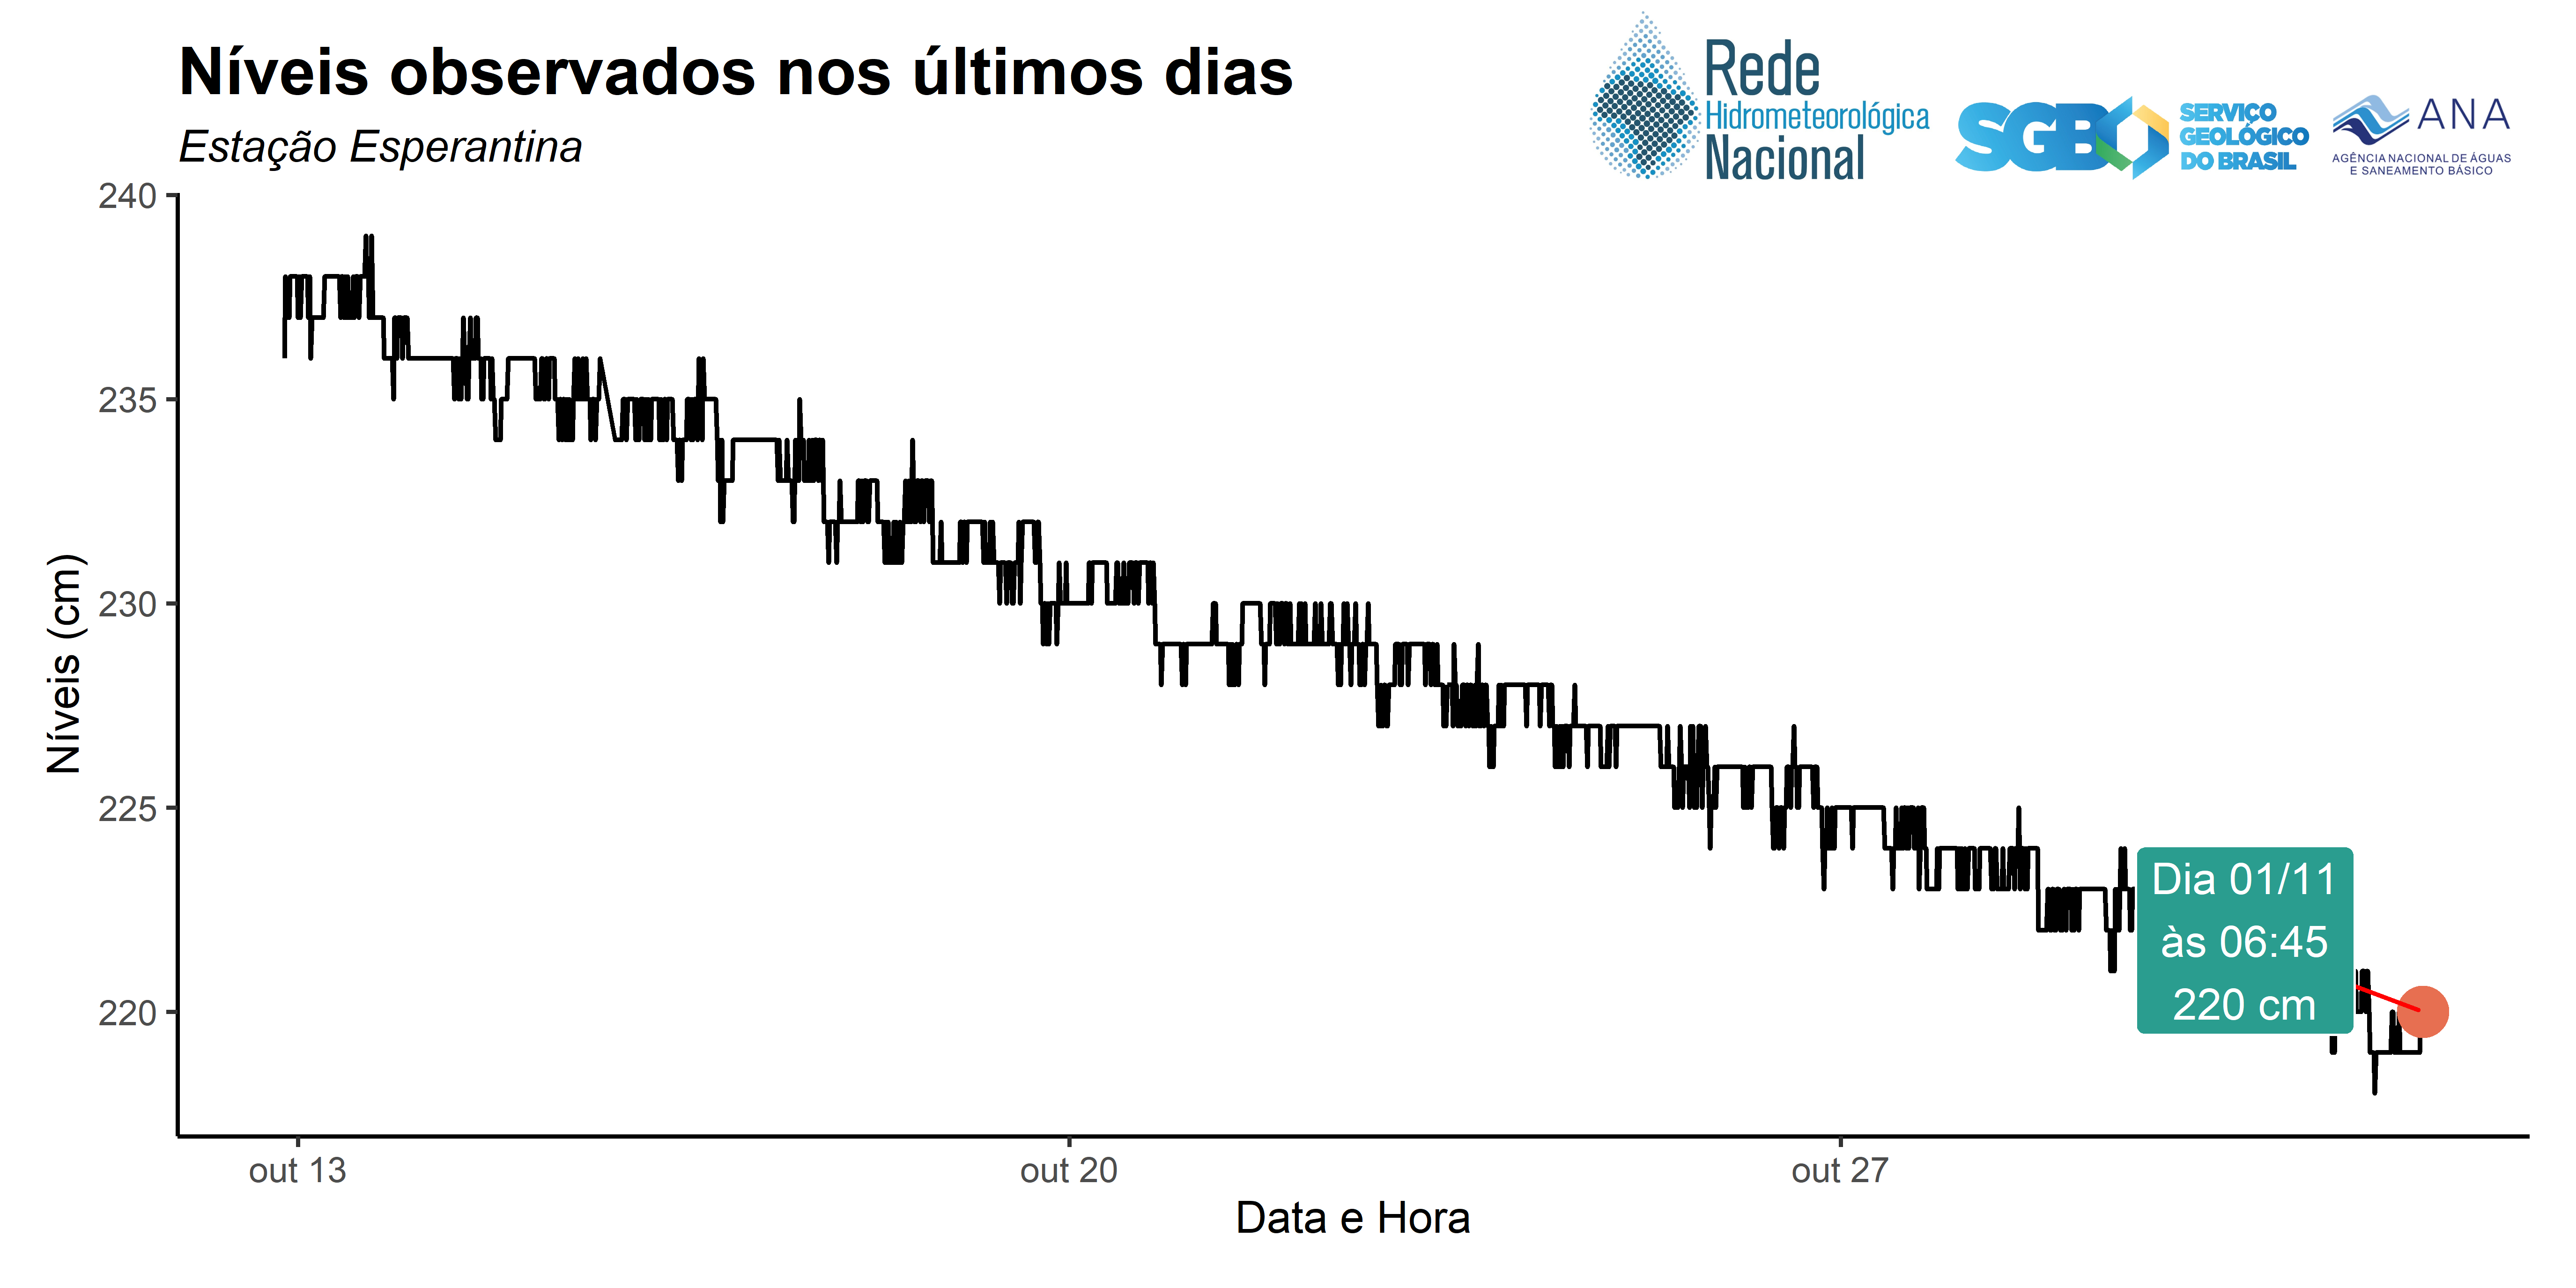 Níveis observados nos últimos dias
Estação Esperantina
Rede
Hidrometeorológica
Nacional
SGB
SERVIÇO
GEOLÓGICO
DO BRASIL
ANA
AGÊNCIA NACIONAL DE ÁGUAS
E SANEAMENTO BÁSICO
Níveis (cm)
240
235
230
225
220
Dia 01/11
às 06:45
220 cm
out 13
out 20
out 27
Data e Hora